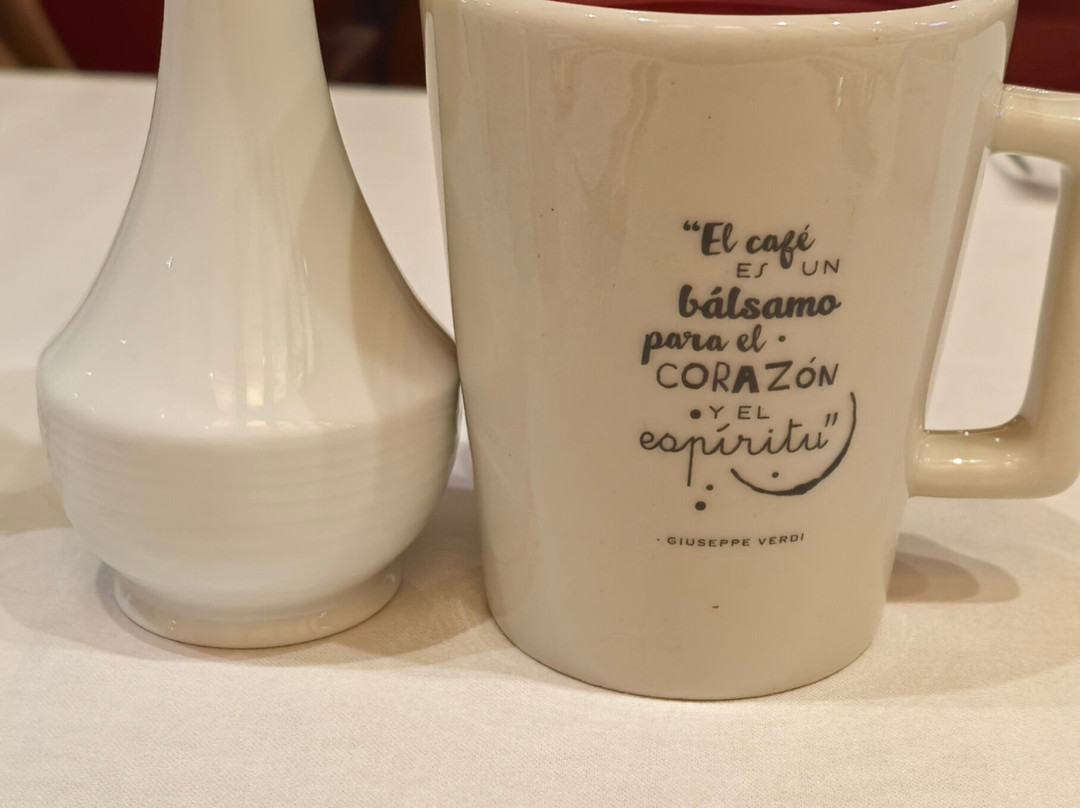 “El café
ES UN
bálsamo
para el
CORAZÓN
Y EL
espíritu”
· GIUSEPPE VERDI